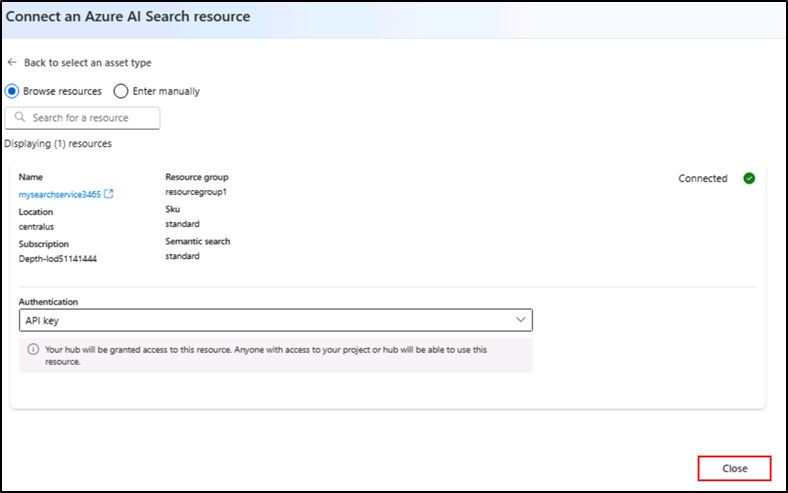 Connect an Azure AI Search resource
Back to select an asset type
Browse resources Enter manually
Search for a resource
Displaying (1) resources
Name
mysearchservice3465
Location
centralus
Subscription
Depth-lod51141444
Resource group
resourcegroup1
Sku
standard
Semantic search
standard
Connected
Authentication
API key
Your hub will be granted access to this resource. Anyone with access to your project or hub will be able to use this
resource.
Close